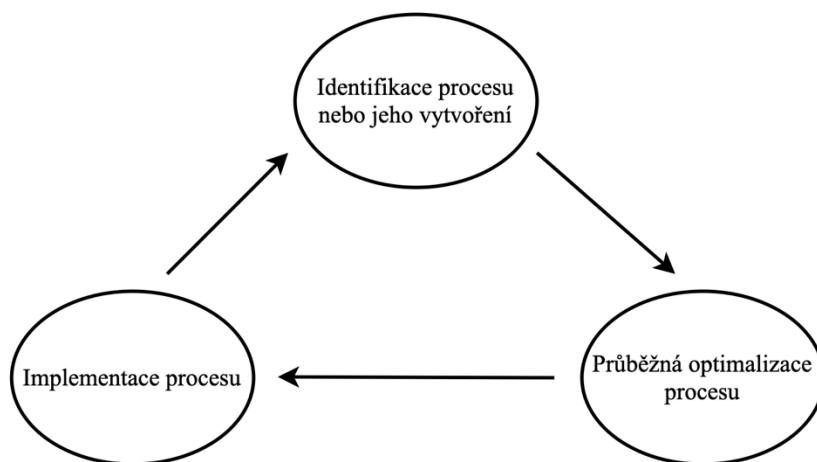 Identifikace procesu
nebo jeho vytvoření
Implementace procesu
Průběžná optimalizace
procesu